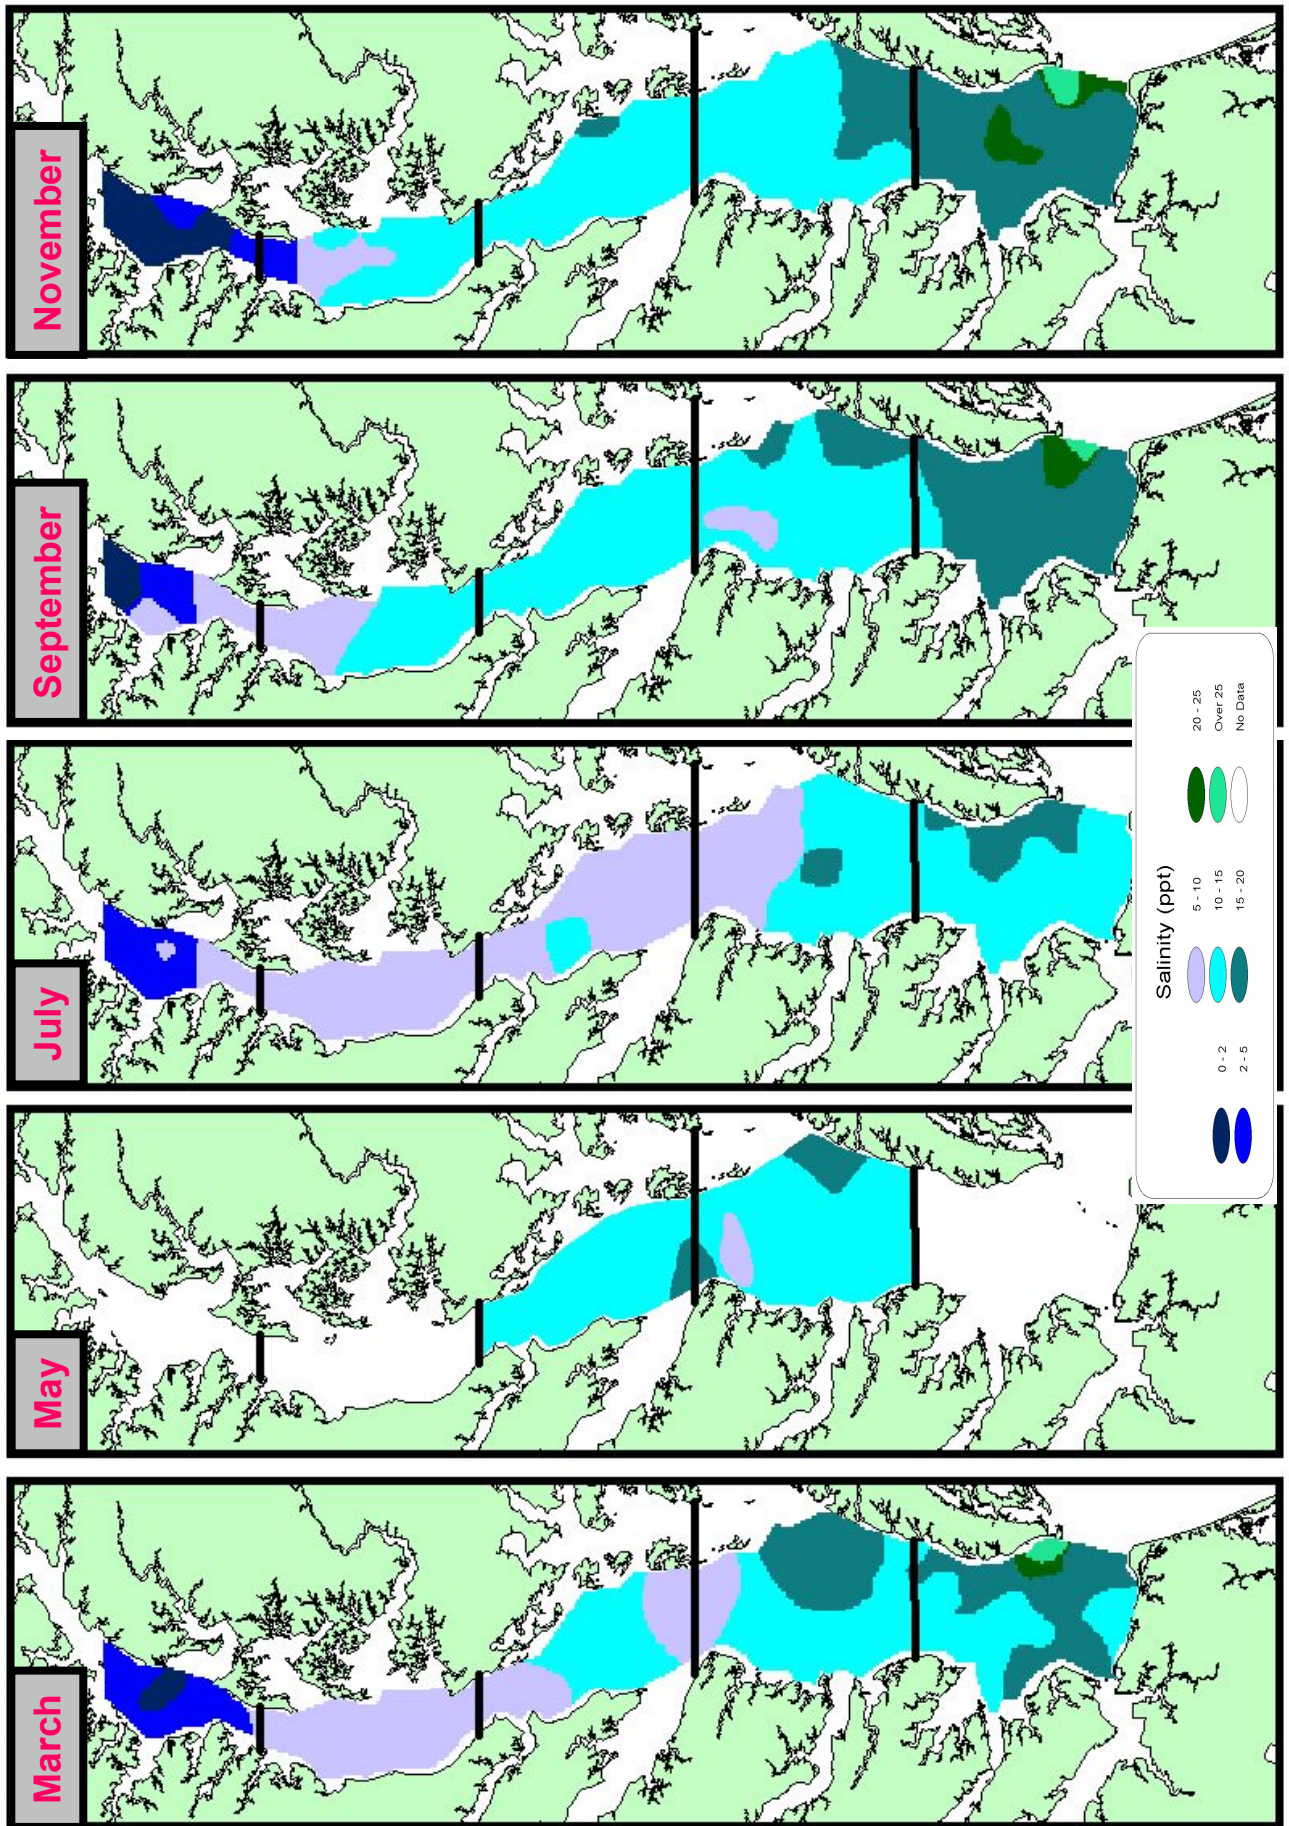 March
May
July
September
November
Salinity (ppt)
0 - 2
2 - 5
5 - 10
10 - 15
15 - 20
20 - 25
Over 25
No Data